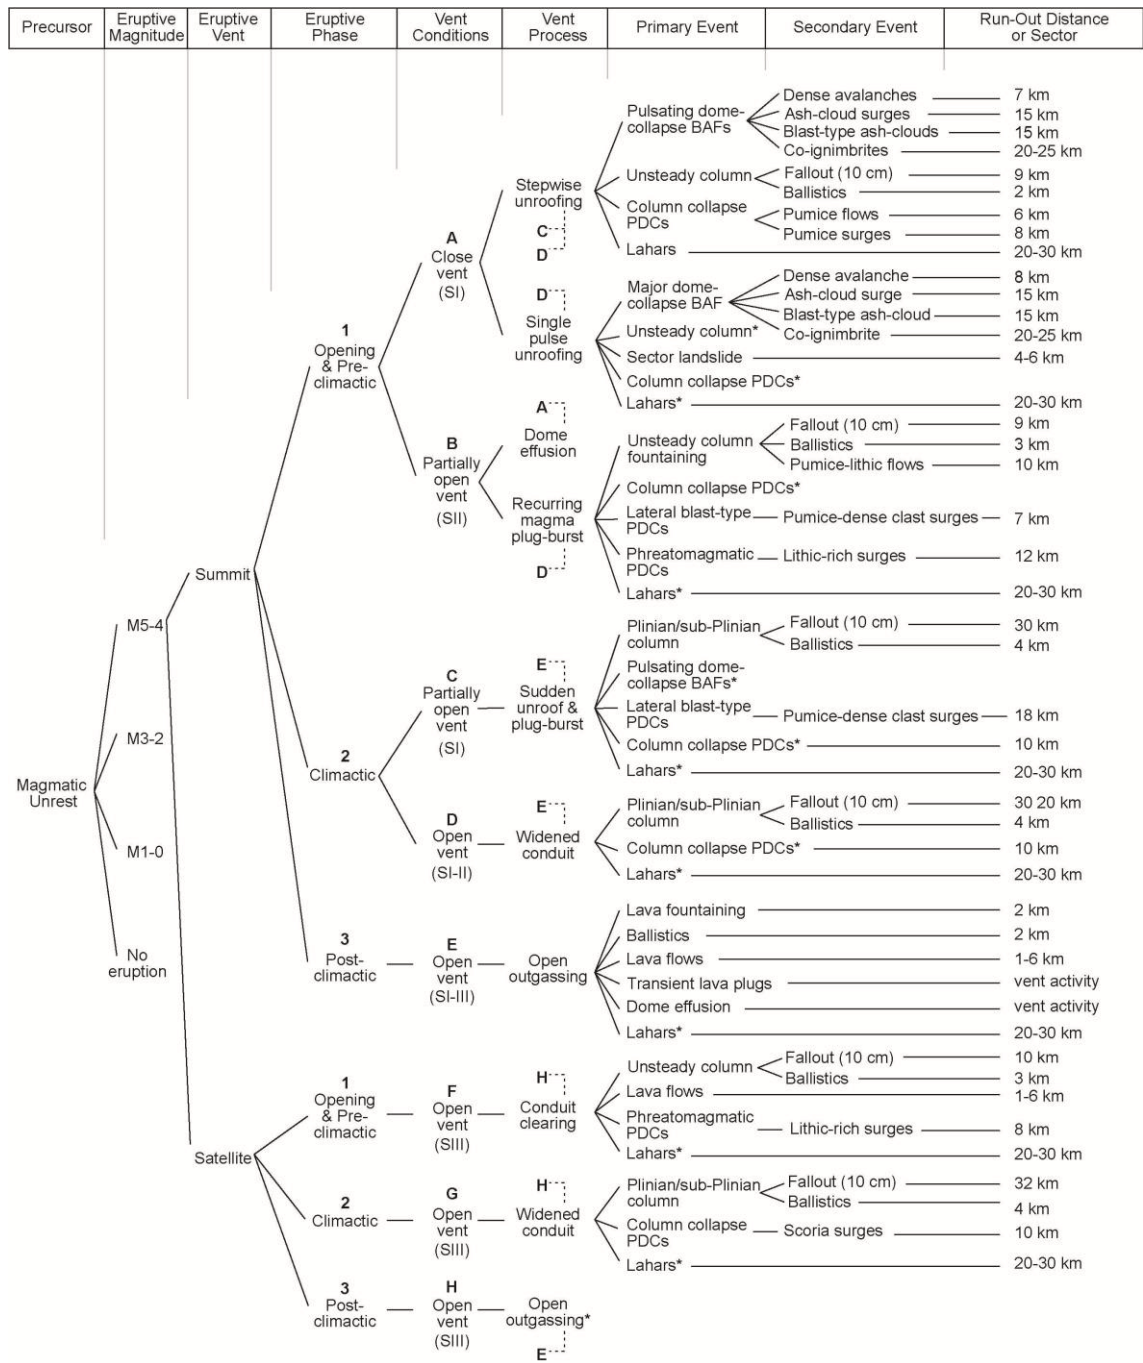 Precursor
Eruptive
Magnitude
Eruptive
Vent
Eruptive
Phase
Vent
Conditions
Vent
Process
Primary Event
Secondary Event
Run-Out Distance
or Sector
Magmatic
Unrest
M5-4
M3-2
M1-0
No
eruption
Summit
Satellite
1
Opening
& Pre-
climactic
2
Climactic
3
Post-
climactic
1
Opening
& Pre-
climactic
2
Climactic
3
Post-
climactic
A
Close
vent
(SI)
B
Partially
open
vent
(SII)
C
Partially
open
vent
(SI)
D
Open
vent
(SI-II)
E
Open
vent
(SI-III)
F
Open
vent
(SIII)
G
Open
vent
(SIII)
H
Open
vent
(SIII)
Stepwise
unroofing
C
D
D
Single
pulse
unroofing
A
Dome
effusion
Recurring
magma
plug-burst
D
E
Sudden
unroof &
plug-burst
E
Widened
conduit
Open
outgassing
H
Conduit
clearing
H
Widened
conduit
Open
outgassing*
E
Pulsating dome-
collapse BAFs
Dense avalanches 7 km
Ash-cloud surges 15 km
Blast-type ash-clouds 15 km
Co-ignimbrites 20-25 km
Unsteady column
Fallout (10 cm) 9 km
Ballistics 2 km
Column collapse
PDCs
Pumice flows 6 km
Pumice surges 8 km
Lahars 20-30 km
Major dome-
collapse BAF
Dense avalanche 8 km
Ash-cloud surge 15 km
Blast-type ash-cloud 15 km
Co-ignimbrite 20-25 km
Unsteady column*
Sector landslide 4-6 km
Column collapse PDCs*
Lahars* 20-30 km
Unsteady column
fountaining
Fallout (10 cm) 9 km
Ballistics 3 km
Pumice-lithic flows 10 km
Column collapse PDCs*
Lateral blast-type
PDCs
Pumice-dense clast surges 7 km
Phreatomagmatic
PDCs
Lithic-rich surges 12 km
Lahars* 20-30 km
Plinian/sub-Plinian
column
Fallout (10 cm) 30 km
Ballistics 4 km
Pulsating dome-
collapse BAFs*
Lateral blast-type
PDCs
Pumice-dense clast surges 18 km
Column collapse PDCs* 10 km
Lahars* 20-30 km
Plinian/sub-Plinian
column
Fallout (10 cm) 30 20 km
Ballistics 4 km
Column collapse PDCs* 10 km
Lahars* 20-30 km
Lava fountaining 2 km
Ballistics 2 km
Lava flows 1-6 km
Transient lava plugs vent activity
Dome effusion vent activity
Lahars* 20-30 km
Unsteady column
Fallout (10 cm) 10 km
Ballistics 3 km
Lava flows 1-6 km
Phreatomagmatic
PDCs
Lithic-rich surges 8 km
Lahars* 20-30 km
Plinian/sub-Plinian
column
Fallout (10 cm) 32 km
Ballistics 4 km
Column collapse
PDCs
Scoria surges 10 km
Lahars* 20-30 km